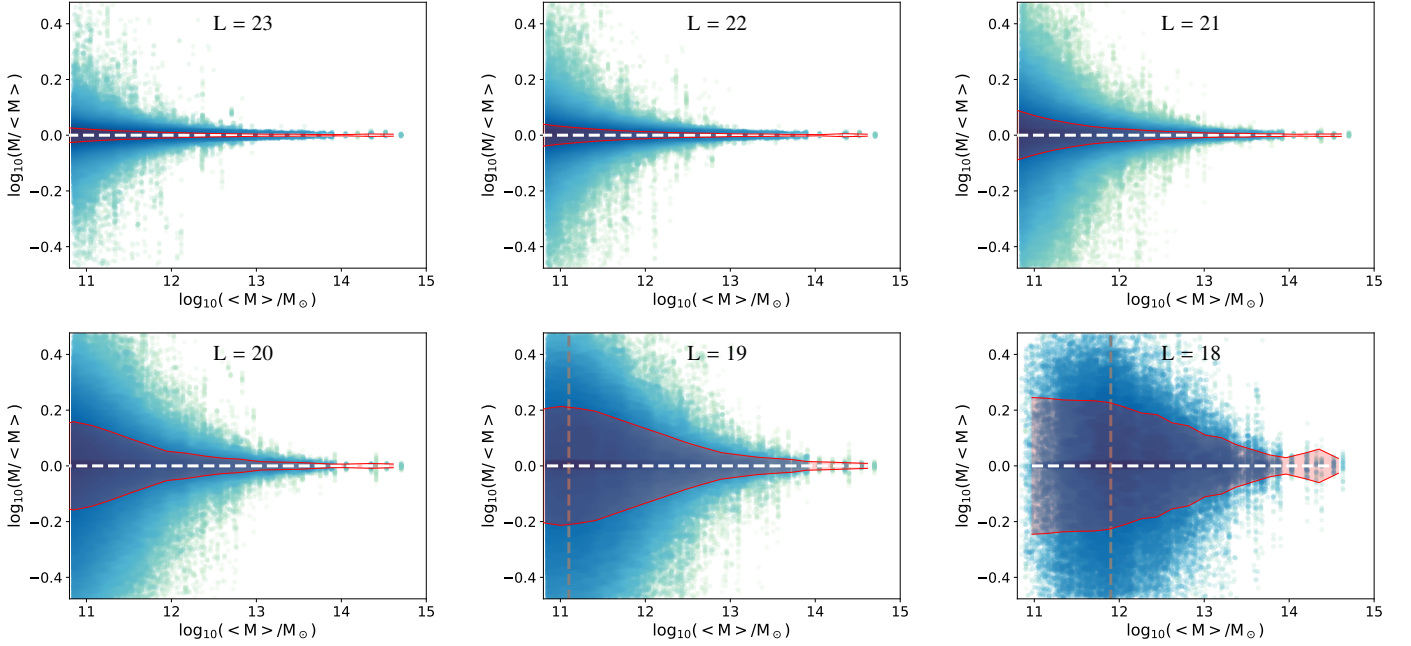 L = 23
0.4
0.2
0.0
−0.2
−0.4
log₁₀(M/<M>)
11 12 13 14 15
log₁₀(<M>/M⊙)
L = 22
0.4
0.2
0.0
−0.2
−0.4
log₁₀(M/<M>)
11 12 13 14 15
log₁₀(<M>/M⊙)
L = 21
0.4
0.2
0.0
−0.2
−0.4
log₁₀(M/<M>)
11 12 13 14 15
log₁₀(<M>/M⊙)
L = 20
0.4
0.2
0.0
−0.2
−0.4
log₁₀(M/<M>)
11 12 13 14 15
log₁₀(<M>/M⊙)
L = 19
0.4
0.2
0.0
−0.2
−0.4
log₁₀(M/<M>)
11 12 13 14 15
log₁₀(<M>/M⊙)
L = 18
0.4
0.2
0.0
−0.2
−0.4
log₁₀(M/<M>)
11 12 13 14 15
log₁₀(<M>/M⊙)